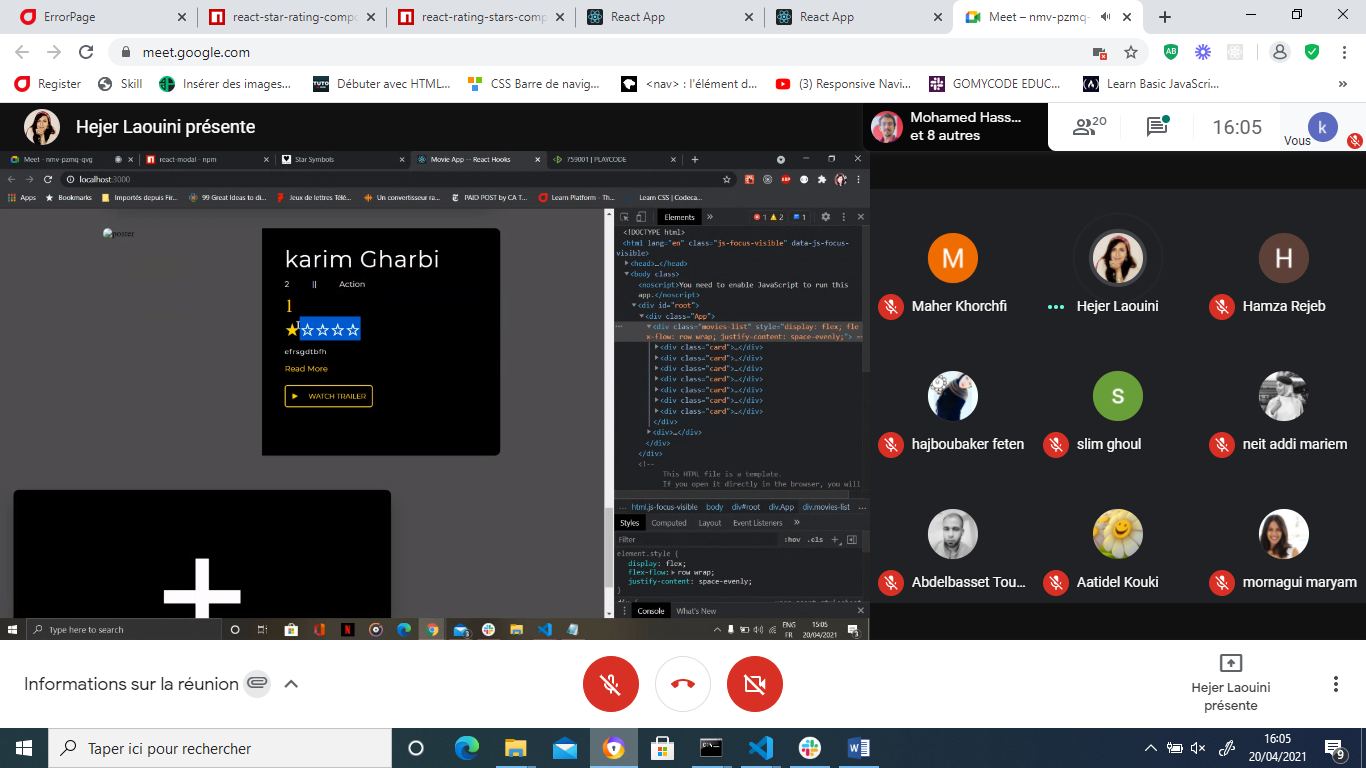 ErrorPage
react-star-rating-compo
react-rating-stars-comp
React App
React App
Meet – nmv-pzmq-
meet.google.com
Register
Skill
Insérer des images...
Débuter avec HTML...
CSS Barre de navig...
<nav> : l'élément d...
(3) Responsive Navi...
GOMYCODE EDUC...
Learn Basic JavaScri...
Hejer Laouini présente
Mohamed Hass...
et 8 autres
20
16:05
Vous
k
Meet - nmv-pzmq-qvg
react-modal - npm
Star Symbols
Movie App -- React Hooks
759001 | PLAYCODE
localhost:3000
Apps
Bookmarks
Importés depuis Fir...
99 Great Ideas to di...
Jeux de lettres Télé...
Un convertisseur ra...
PAID POST by CA T...
Learn Platform - Th...
Learn CSS | Codeca...
poster
karim Gharbi
2 || Action
1
★☆☆☆☆
efrsgdtbfh
Read More
WATCH TRAILER
Elements
1 2 1
<!DOCTYPE html>
<html lang="en" class="js-focus-visible" data-js-focus-
visible>
<head>…</head>
<body class>
<noscript>You need to enable JavaScript to run this
app.</noscript>
<div id="root">
<div class="App">
<div class="movies-list" style="display: flex; fle
x-flow: row wrap; justify-content: space-evenly;">
<div class="card">…</div>
<div class="card">…</div>
<div class="card">…</div>
<div class="card">…</div>
<div class="card">…</div>
<div class="card">…</div>
<div class="card">…</div>
</div>
<div>…</div>
</div>
</div>
<!--
This HTML file is a template.
If you open it directly in the browser, you will
... html.js-focus-visible body div#root div.App div.movies-list ...
Styles Computed Layout Event Listeners
Filter
:hov .cls
element.style {
display: flex;
flex-flow: row wrap;
justify-content: space-evenly;
}
Console What's New
Type here to search
ENG
FR
15:05
20/04/2021
M
Maher Khorchfi
Hejer Laouini
H
Hamza Rejeb
hajboubaker feten
S
slim ghoul
neit addi mariem
Abdelbasset Tou...
Aatidel Kouki
mornagui maryam
Informations sur la réunion
Hejer Laouini
présente
Taper ici pour rechercher
16:05
20/04/2021
9